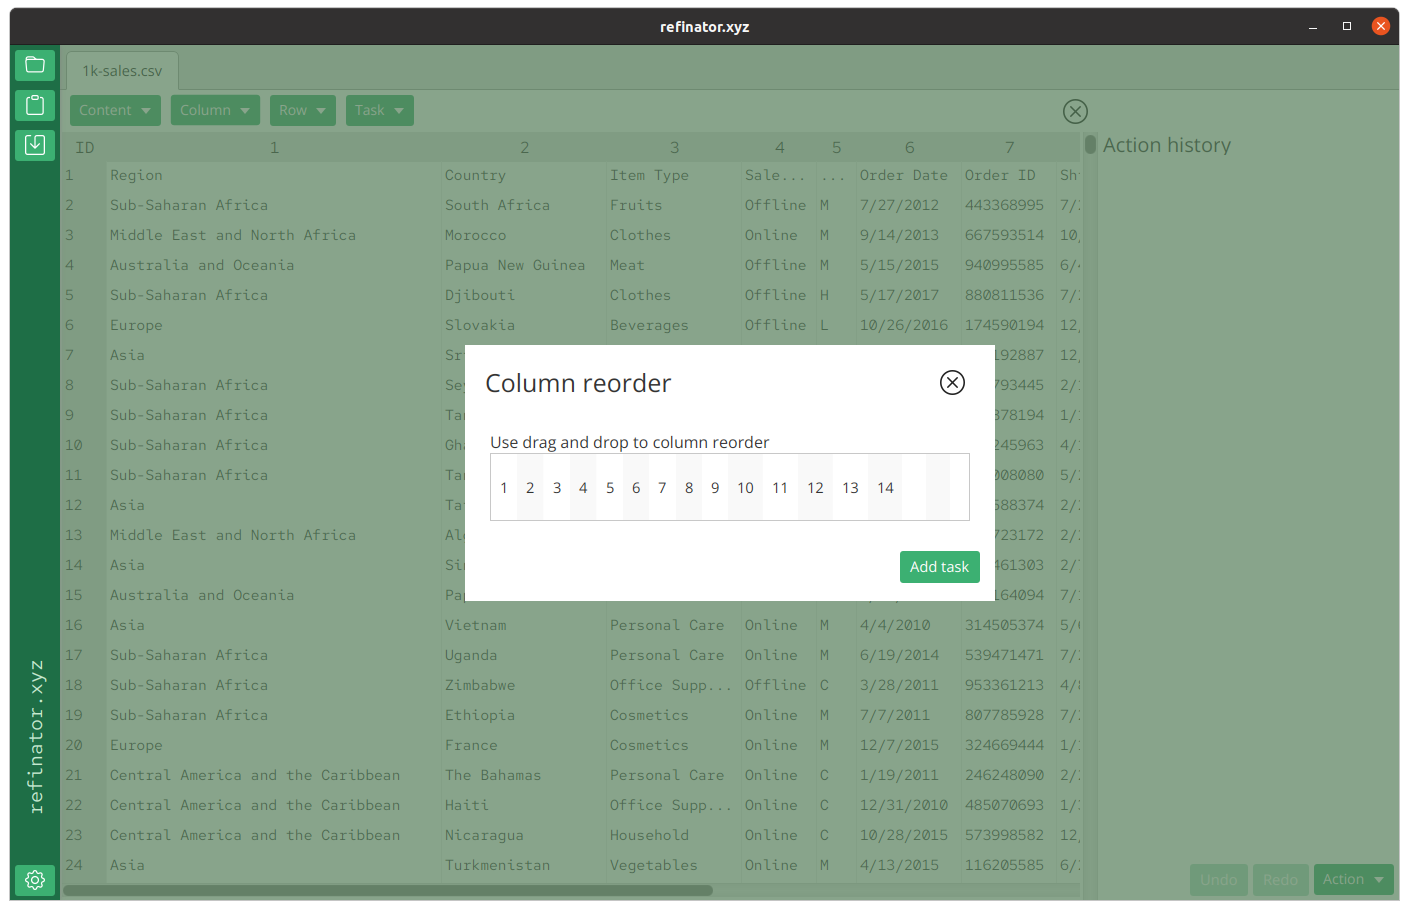 refinator.xyz
1k-sales.csv
Content Column Row Task
ID 1 2 3 4 5 6 7
Action history
1 Region Country Item Type Sale... ... Order Date Order ID
2 Sub-Saharan Africa South Africa Fruits Offline M 7/27/2012 443368995 7/
3 Middle East and North Africa Morocco Clothes Online M 9/14/2013 667593514 10,
4 Australia and Oceania Papua New Guinea Meat Offline M 5/15/2015 940995585 6/
5 Sub-Saharan Africa Djibouti Clothes Offline H 5/17/2017 880811536 7/
6 Europe Slovakia Beverages Offline L 10/26/2016 174590194 12,
7 Asia Sr 192887 12,
8 Sub-Saharan Africa Se 793445 2/
9 Sub-Saharan Africa Ta 378194 1/
10 Sub-Saharan Africa Gh 245963 4/
11 Sub-Saharan Africa Ta 008080 5/
12 Asia Ta 588374 2/
13 Middle East and North Africa Al 723172 2/
14 Asia Si 461303 2/
15 Australia and Oceania Pa 164094 7/
16 Asia Vietnam Personal Care Online M 4/4/2010 314505374 5/
17 Sub-Saharan Africa Uganda Personal Care Online M 6/19/2014 539471471 7/
18 Sub-Saharan Africa Zimbabwe Office Supp... Offline C 3/28/2011 953361213 4/
19 Sub-Saharan Africa Ethiopia Cosmetics Online M 7/7/2011 807785928 7/
20 Europe France Cosmetics Online M 12/7/2015 324669444 1/
21 Central America and the Caribbean The Bahamas Personal Care Online C 1/19/2011 246248090 2/
22 Central America and the Caribbean Haiti Office Supp... Online C 12/31/2010 485070693 1/
23 Central America and the Caribbean Nicaragua Household Online C 10/28/2015 573998582 12,
24 Asia Turkmenistan Vegetables Online M 4/13/2015 116205585 6/
Column reorder
Use drag and drop to column reorder
1 2 3 4 5 6 7 8 9 10 11 12 13 14
Add task
refinator.xyz
Undo Redo Action